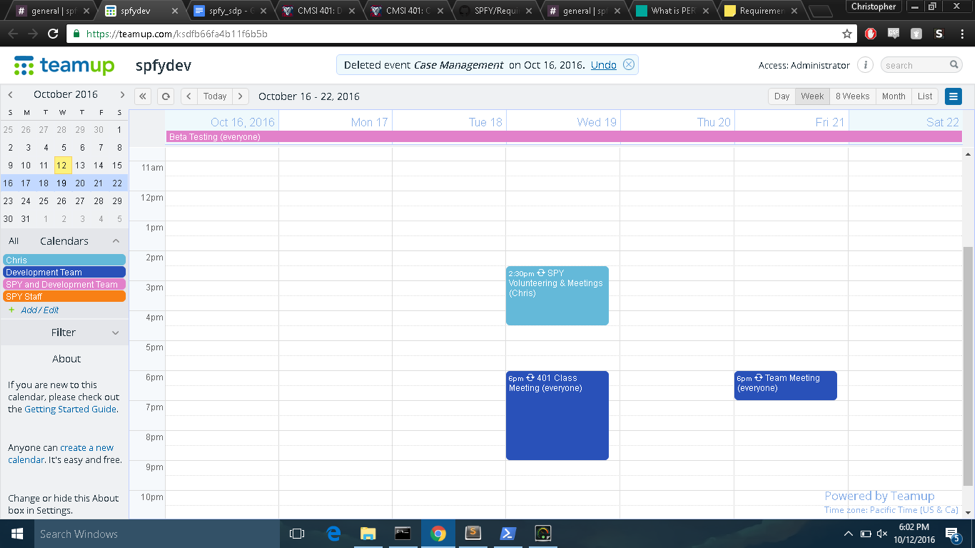 general | sp
spfydev
spfy_sdp - G
CMSI 401: D
CMSI 401: C
SPFY/Requi
general | sp
What is PER
Requiremen
Christopher
https://teamup.com/ksdfb66fa4b11f6b5b
teamup
spfydev
Deleted event Case Management on Oct 16, 2016. Undo
Access: Administrator
search
October 2016
Today
October 16 - 22, 2016
Day Week 8 Weeks Month List
S M T W T F S
25 26 27 28 29 30 1
2 3 4 5 6 7 8
9 10 11 12 13 14 15
16 17 18 19 20 21 22
23 24 25 26 27 28 29
30 31 1 2 3 4 5
All Calendars
Chris
Development Team
SPY and Development Team
SPY Staff
+ Add / Edit
Filter
About
If you are new to this
calendar, please check out
the Getting Started Guide.
Anyone can create a new
calendar. It's easy and free.
Change or hide this About
box in Settings.
Oct 16, 2016 Mon 17 Tue 18 Wed 19 Thu 20 Fri 21 Sat 22
Beta Testing (everyone)
11am
12pm
1pm
2pm
2:30pm SPY
Volunteering & Meetings
(Chris)
3pm
4pm
5pm
6pm
6pm 401 Class
Meeting (everyone)
6pm Team Meeting
(everyone)
7pm
8pm
9pm
10pm
Powered by Teamup
Time zone: Pacific Time (US & Ca)
Search Windows
6:02 PM
10/12/2016
5